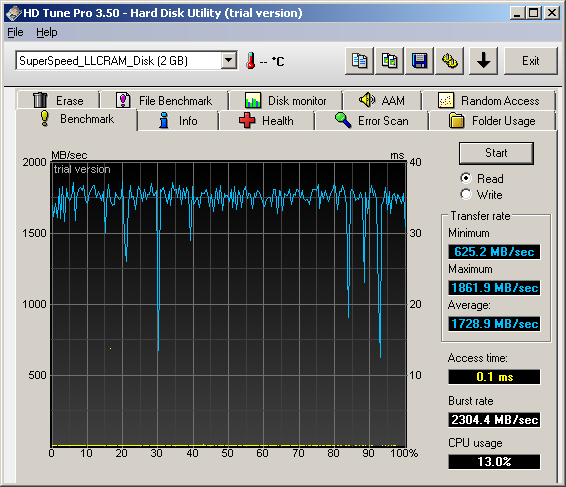 HD Tune Pro 3.50 - Hard Disk Utility (trial version)
File Help
SuperSpeed_LLCRAM_Disk (2 GB) -- °C Exit
Erase File Benchmark Disk monitor AAM Random Access
Benchmark Info Health Error Scan Folder Usage
MB/sec ms
trial version
2000 40
1500 30
1000 20
500 10
0 10 20 30 40 50 60 70 80 90 100%
Start
Read
Write
Transfer rate
Minimum
625.2 MB/sec
Maximum
1861.9 MB/sec
Average:
1728.9 MB/sec
Access time:
0.1 ms
Burst rate
2304.4 MB/sec
CPU usage
13.0%